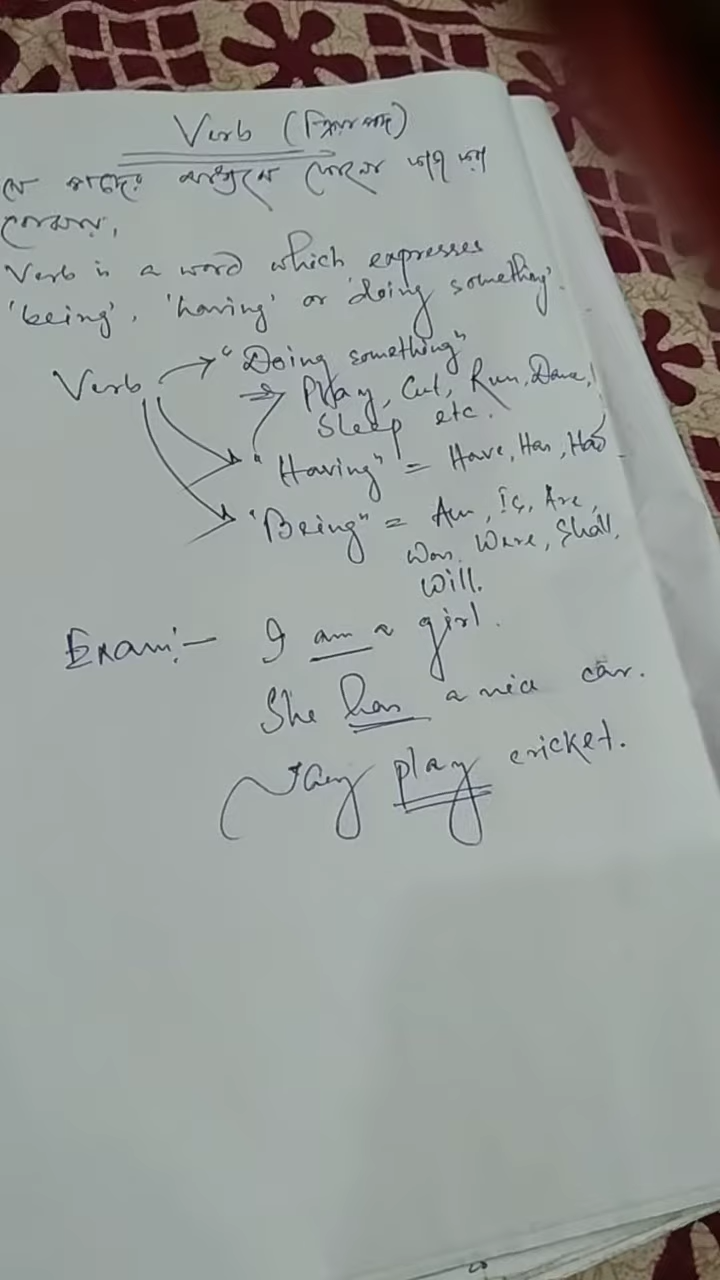 Verb (ক্রিয়াপদ)
যে
বোঝায়,
Verb is a word which expresses
'being', 'having' or 'doing something'.
Verb → "Doing something"
⇒ Play, Cut, Run, Dance,
Sleep etc.
"Having" = Have, Has, Had
"Being" = Am, Is, Are,
Was, Were, Shall,
Will.
Exam:- I am a girl.
She has a nice car.
They play cricket.